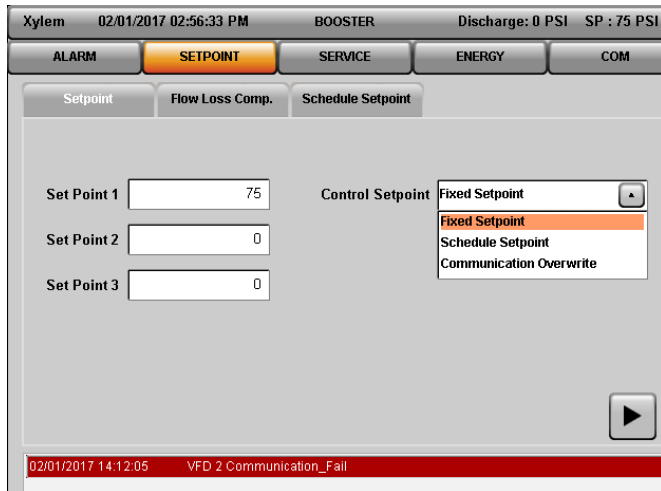 Xylem 02/01/2017 02:56:33 PM BOOSTER Discharge: 0 PSI SP : 75 PSI
ALARM SETPOINT SERVICE ENERGY COM
Setpoint Flow Loss Comp. Schedule Setpoint
Set Point 1 75 Control Setpoint Fixed Setpoint
Fixed Setpoint
Set Point 2 0 Schedule Setpoint
Communication Overwrite
Set Point 3 0
02/01/2017 14:12:05 VFD 2 Communication_Fail